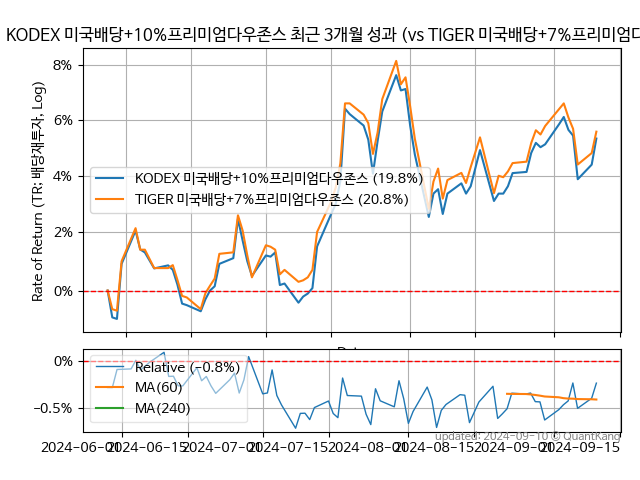 KODEX 미국배당+10%프리미엄다우존스 최근 3개월 성과 (vs TIGER 미국배당+7%프리미엄다
Rate of Return (TR: 배당재투자, Log)
8%
6%
4%
2%
0%
KODEX 미국배당+10%프리미엄다우존스 (19.8%)
TIGER 미국배당+7%프리미엄다우존스 (20.8%)
0%
−0.5%
Relative (−0.8%)
MA(60)
MA(240)
updated: 2024-09-10 © QuantKang
2024-06-01
2024-06-15
2024-07-01
2024-07-15
2024-08-01
2024-08-15
2024-09-01
2024-09-15